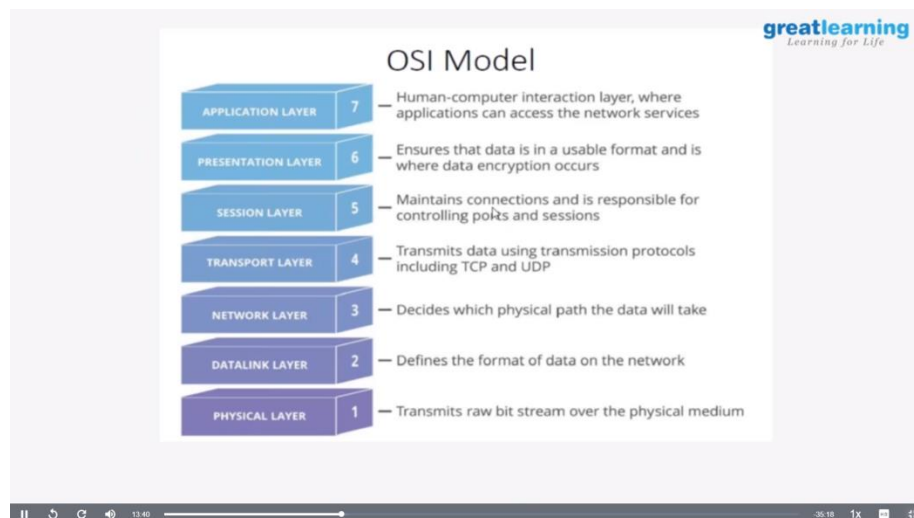 greatlearning
Learning for Life
OSI Model
APPLICATION LAYER 7
Human-computer interaction layer, where
applications can access the network services
PRESENTATION LAYER 6
Ensures that data is in a usable format and is
where data encryption occurs
SESSION LAYER 5
Maintains connections and is responsible for
controlling ports and sessions
TRANSPORT LAYER 4
Transmits data using transmission protocols
including TCP and UDP
NETWORK LAYER 3
Decides which physical path the data will take
DATALINK LAYER 2
Defines the format of data on the network
PHYSICAL LAYER 1
Transmits raw bit stream over the physical medium
13:40 -35:18 1x